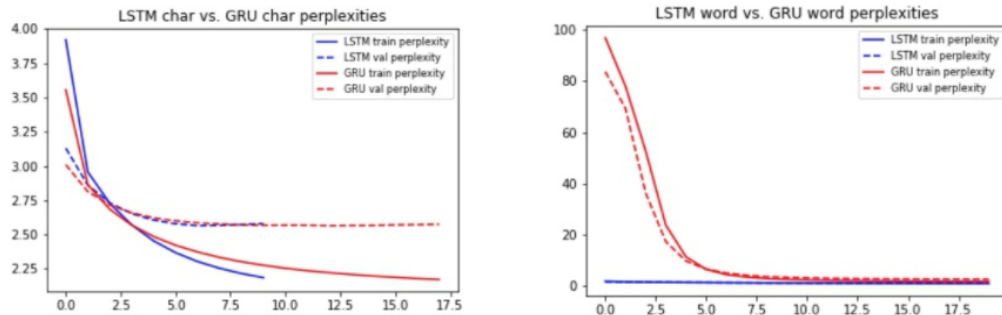 LSTM char vs. GRU char perplexities
4.00
3.75
3.50
3.25
3.00
2.75
2.50
2.25
LSTM train perplexity
LSTM val perplexity
GRU train perplexity
GRU val perplexity
0.0 2.5 5.0 7.5 10.0 12.5 15.0 17.5
LSTM word vs. GRU word perplexities
100
80
60
40
20
0
LSTM train perplexity
LSTM val perplexity
GRU train perplexity
GRU val perplexity
0.0 2.5 5.0 7.5 10.0 12.5 15.0 17.5